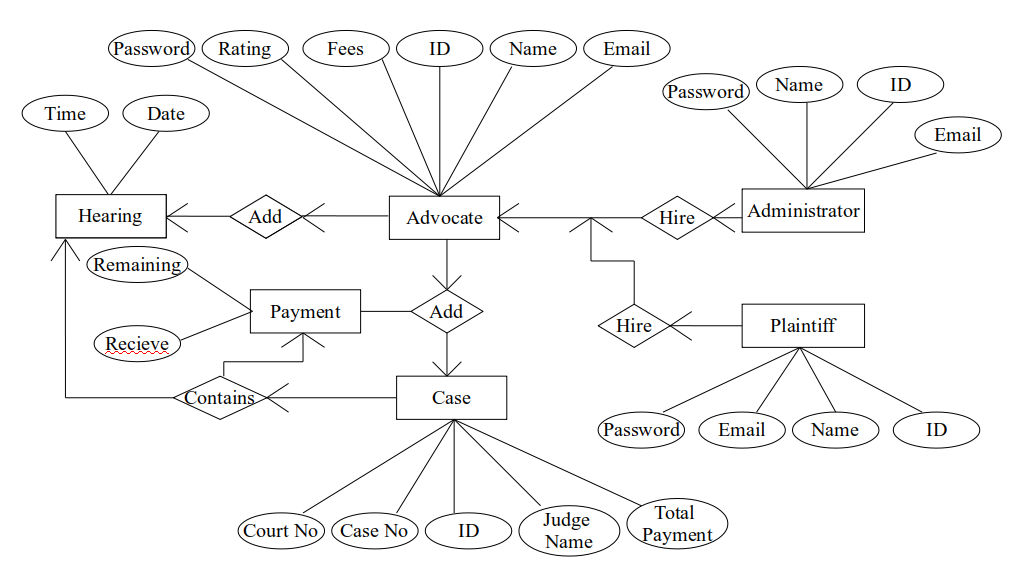 Password
Rating
Fees
ID
Name
Email
Password
Name
ID
Email
Time
Date
Hearing
Add
Advocate
Hire
Administrator
Remaining
Payment
Add
Hire
Plaintiff
Recieve
Contains
Case
Password
Email
Name
ID
Court No
Case No
ID
Judge
Name
Total
Payment